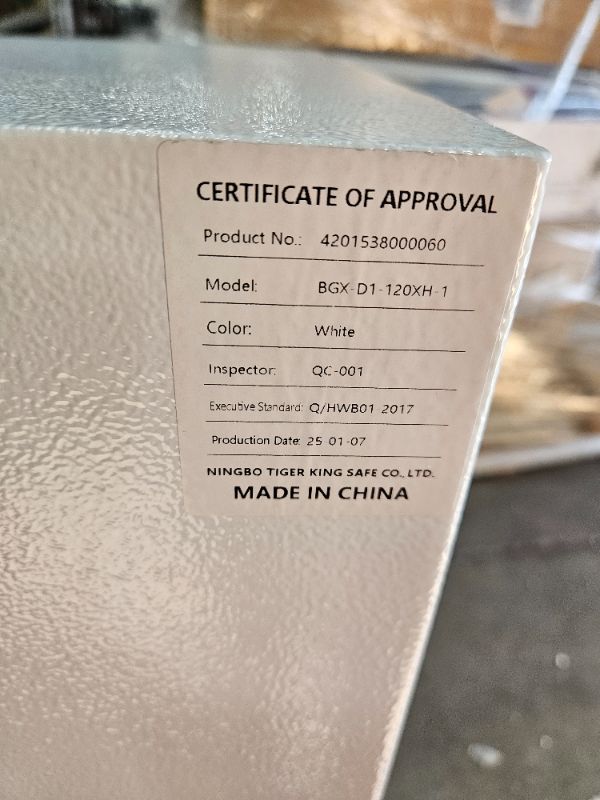 CERTIFICATE OF APPROVAL
Product No.: 4201538000060
Model: BGX-D1-120XH-1
Color: White
Inspector: QC-001
Executive Standard: Q/HWB01 2017
Production Date: 25 01-07
NINGBO TIGER KING SAFE CO., LTD.
MADE IN CHINA